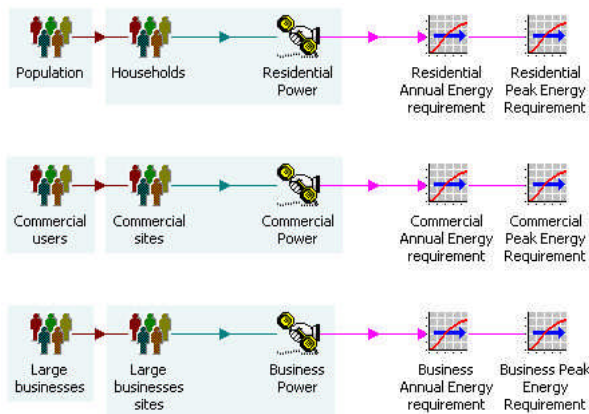 Population
Households
Residential
Power
Residential
Annual Energy
requirement
Residential
Peak Energy
Requirement
Commercial
users
Commercial
sites
Commercial
Power
Commercial
Annual Energy
requirement
Commercial
Peak Energy
Requirement
Large
businesses
Large
businesses
sites
Business
Power
Business
Annual Energy
requirement
Business Peak
Energy
Requirement